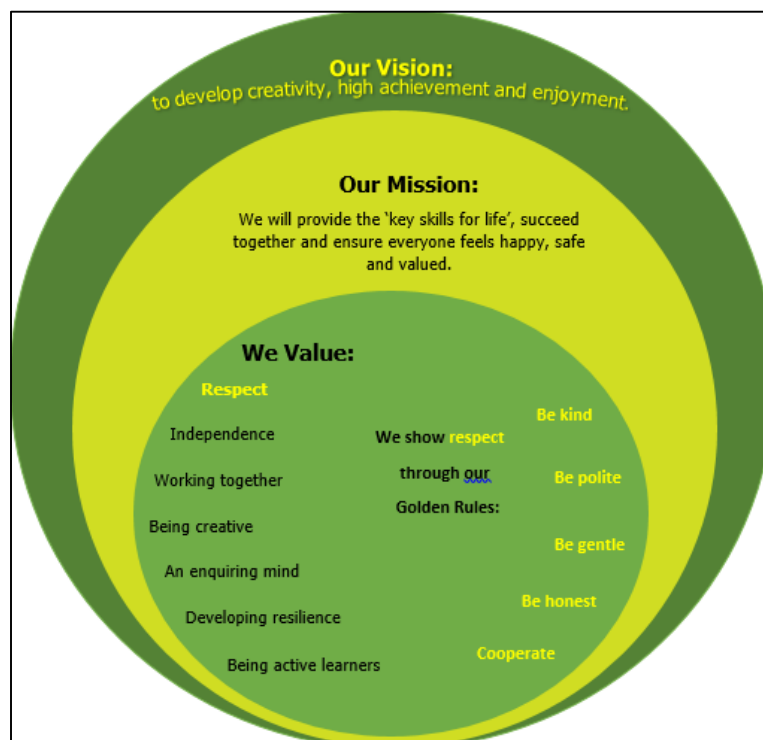 Our Vision:
to develop creativity, high achievement and enjoyment.
Our Mission:
We will provide the ‘key skills for life’, succeed
together and ensure everyone feels happy, safe
and valued.
We Value:
Respect
Independence
Working together
Being creative
An enquiring mind
Developing resilience
Being active learners
We show respect
through our
Golden Rules:
Be kind
Be polite
Be gentle
Be honest
Cooperate